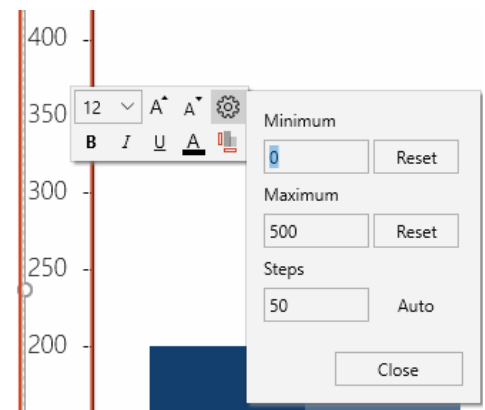 400
350
300
250
200
12 A A
B I U A
Minimum
0 Reset
Maximum
500 Reset
Steps
50 Auto
Close